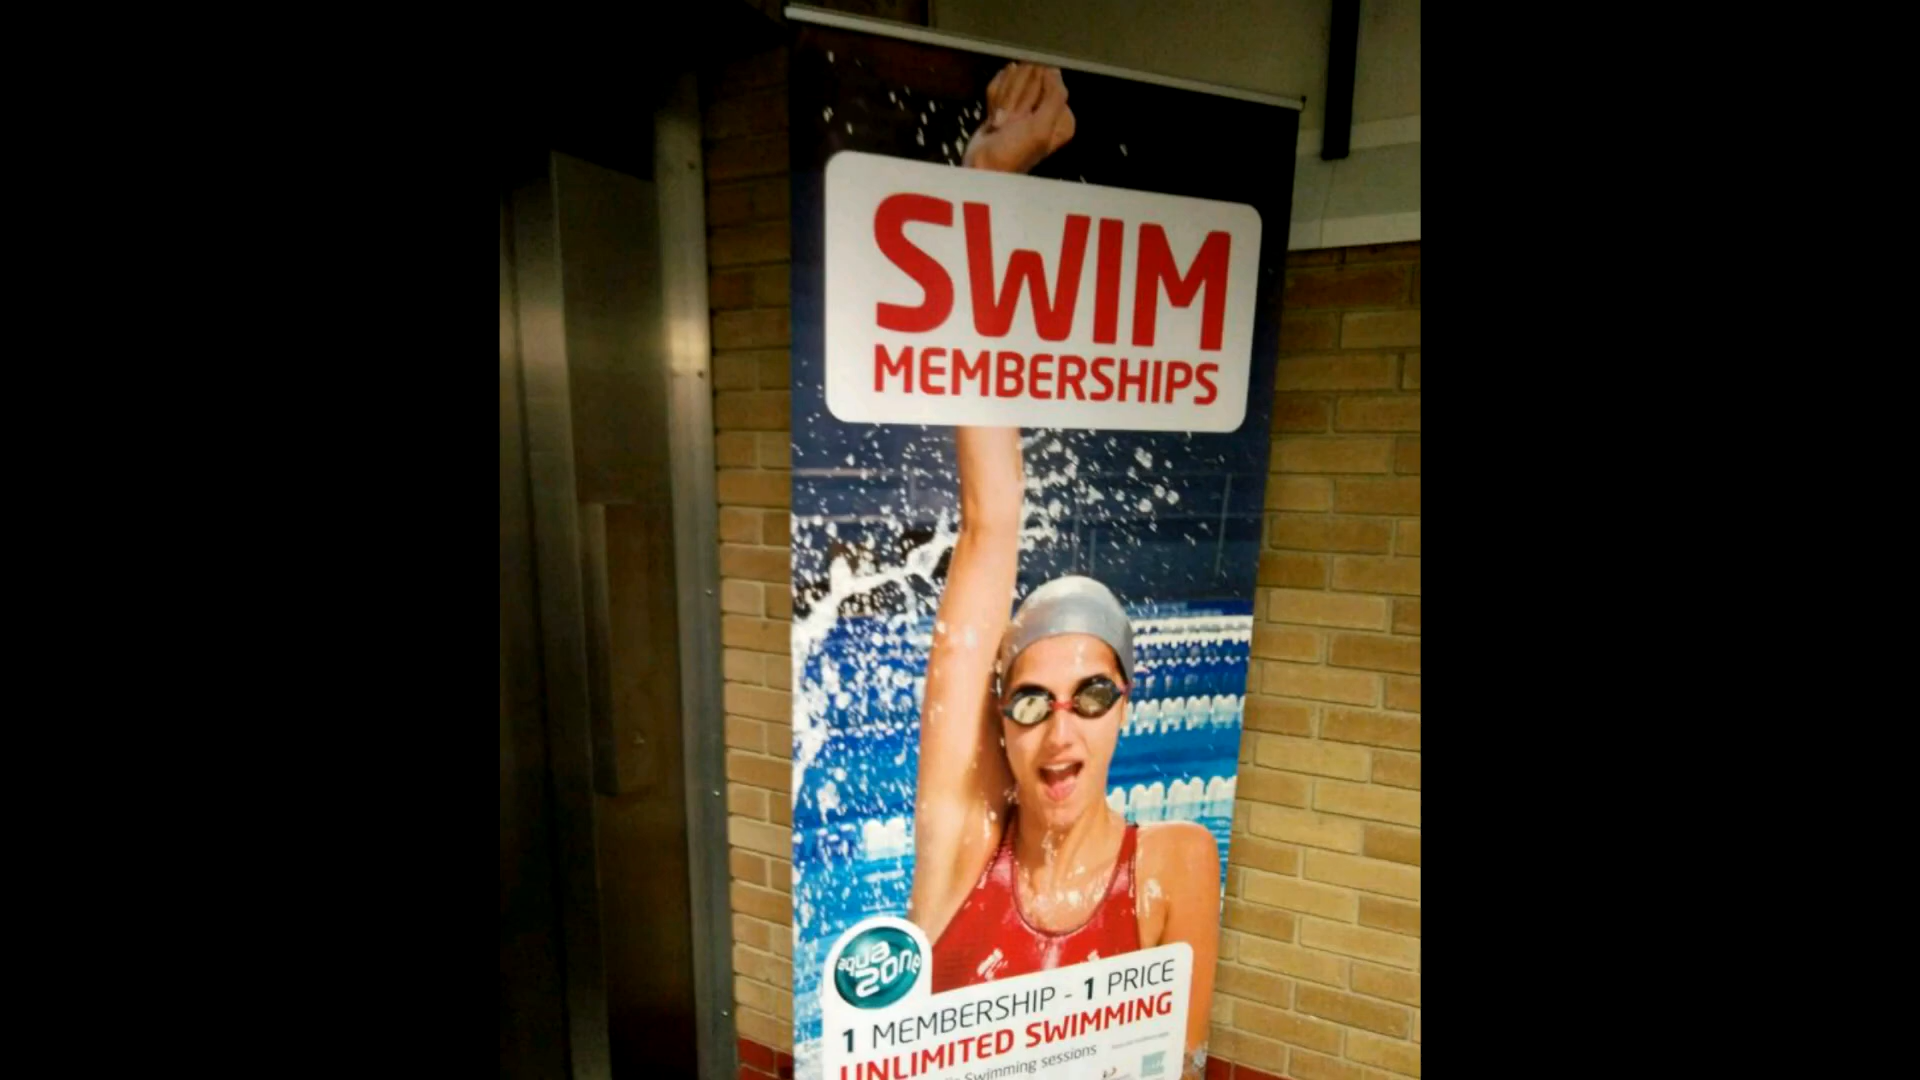 SWIM
MEMBERSHIPS
aqua
zone
1 MEMBERSHIP - 1 PRICE
UNLIMITED SWIMMING
Swimming sessions